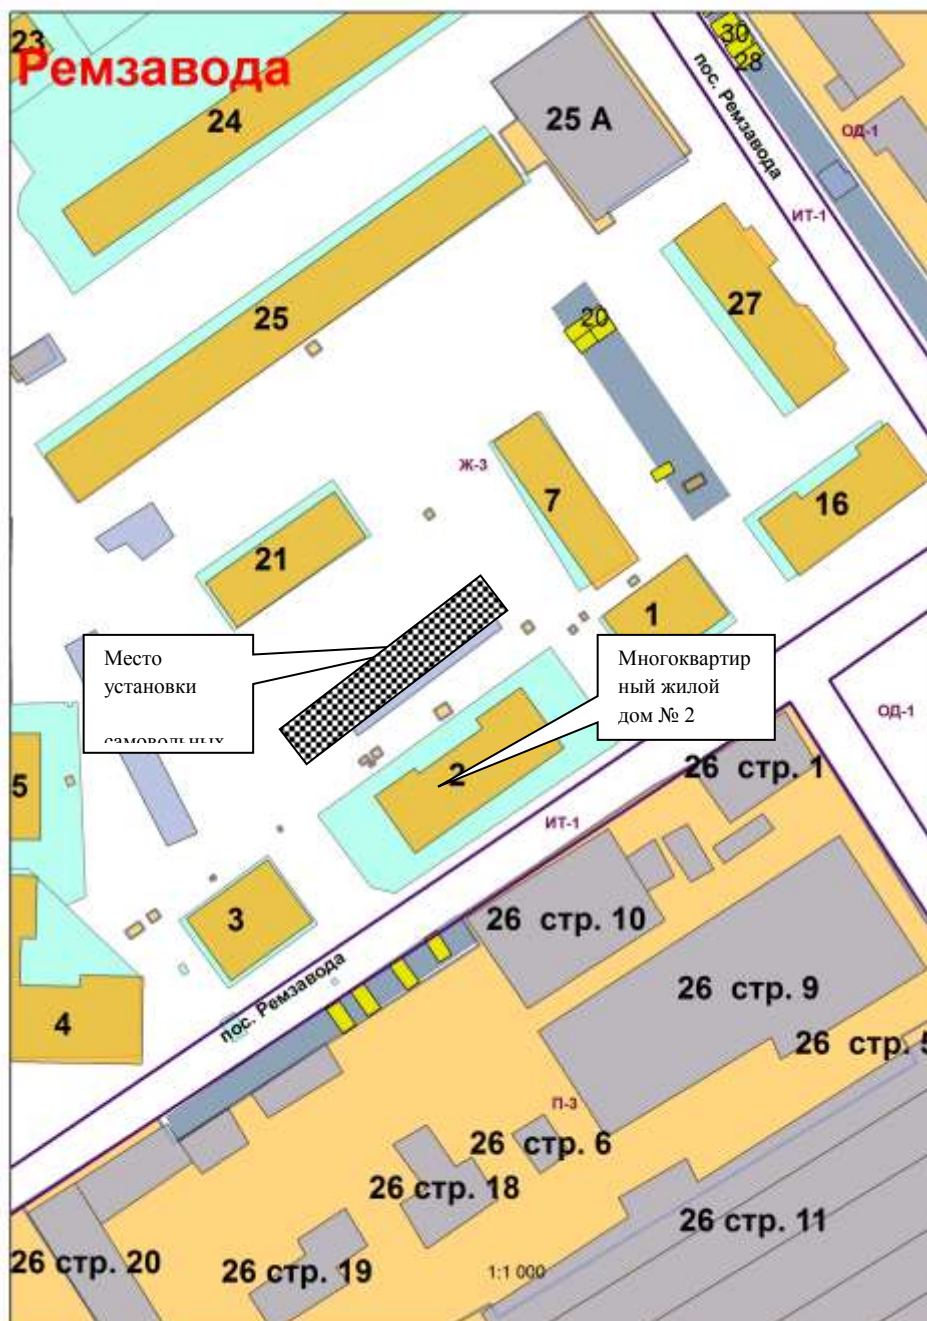 30
23
28
Ремзавода
24
25 А
пос. Ремзавода
ОД-1
ИТ-1
25
20
27
Ж-3
7
16
21
1
Место
установки
самовольных
Многоквартир
ный жилой
дом № 2
ОД-1
5
2
26 стр. 1
ИТ-1
3
26 стр. 10
пос. Ремзавода
26 стр. 9
4
26 стр. 5
П-3
26 стр. 6
26 стр. 18
26 стр. 11
26 стр. 20
26 стр. 19
1:1 000